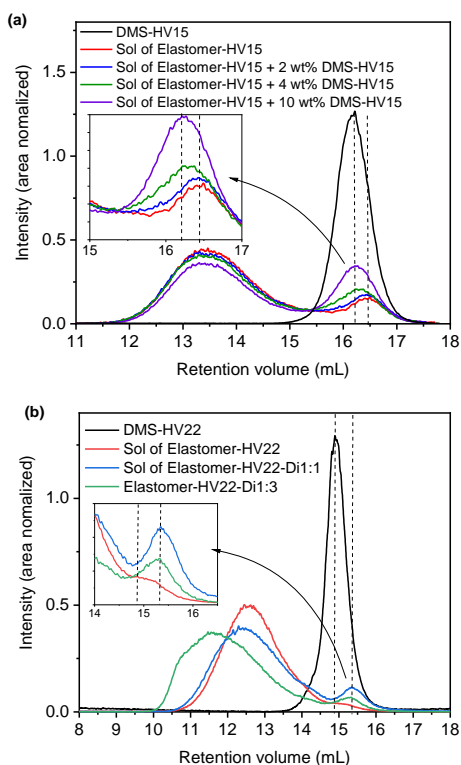 (a)
DMS-HV15
Sol of Elastomer-HV15
Sol of Elastomer-HV15 + 2 wt% DMS-HV15
Sol of Elastomer-HV15 + 4 wt% DMS-HV15
Sol of Elastomer-HV15 + 10 wt% DMS-HV15
Intensity (area normalized)
1.5
1.0
0.5
0.0
15 16 17
11 12 13 14 15 16 17 18
Retention volume (mL)
(b)
DMS-HV22
Sol of Elastomer-HV22
Sol of Elastomer-HV22-Di1:1
Elastomer-HV22-Di1:3
Intensity (area nomalized)
1.0
0.5
0.0
14 15 16
8 9 10 11 12 13 14 15 16 17 18
Retention volume (mL)